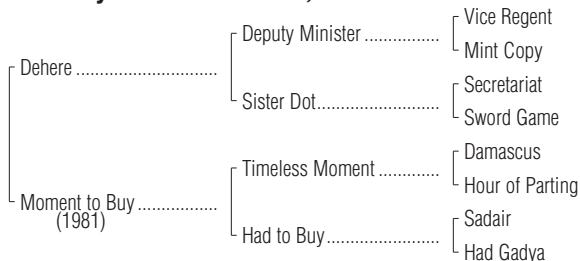 Vice Regent
Deputy Minister ................
Mint Copy
Dehere ..............................
Secretariat
Sister Dot..........................
Sword Game
Damascus
Timeless Moment .............
Hour of Parting
Moment to Buy .................
(1981)
Sadair
Had to Buy........................
Had Gadya